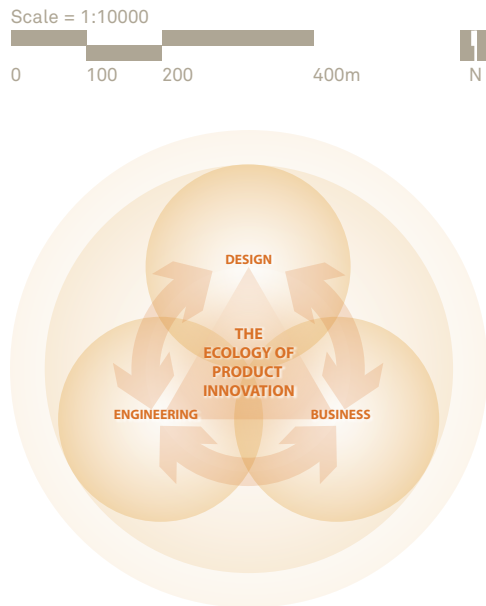 Scale = 1:10000
0 100 200 400m N
DESIGN
THE
ECOLOGY OF
PRODUCT
INNOVATION
ENGINEERING BUSINESS